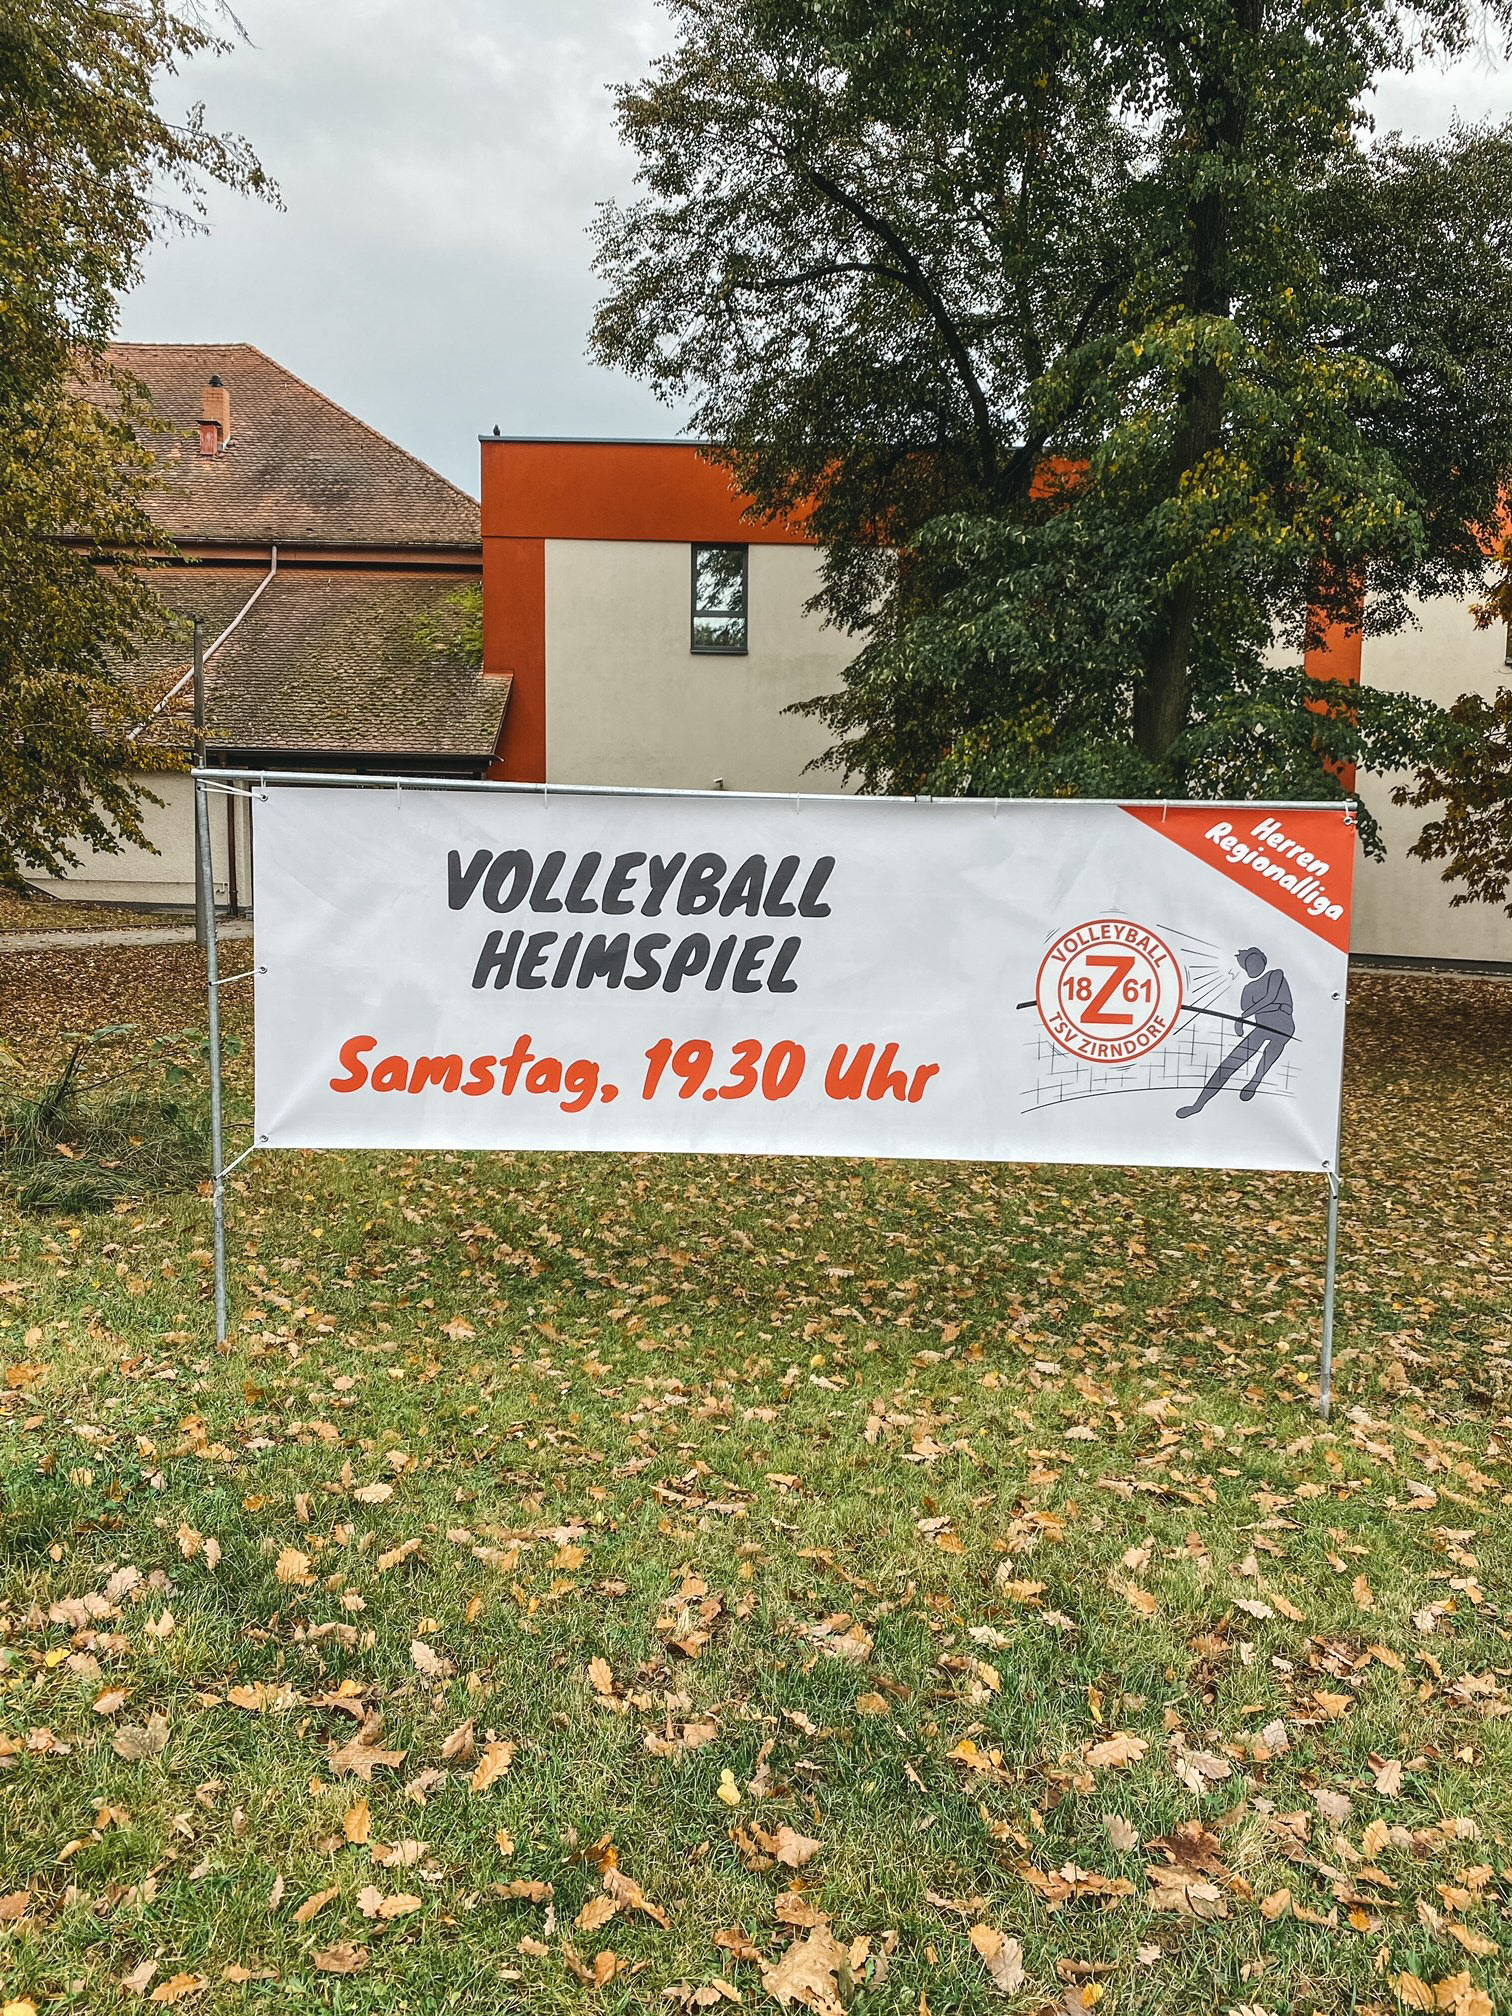 VOLLEYBALL
HEIMSPIEL
Samstag, 19.30 Uhr
Herren
Regionalliga
VOLLEYBALL
18 Z 61
TSV ZIRNDORF